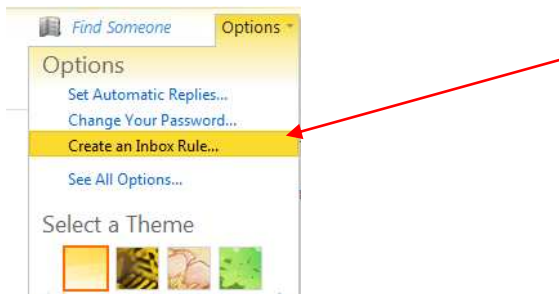 Find Someone Options
Options
Set Automatic Replies...
Change Your Password...
Create an Inbox Rule...
See All Options...
Select a Theme